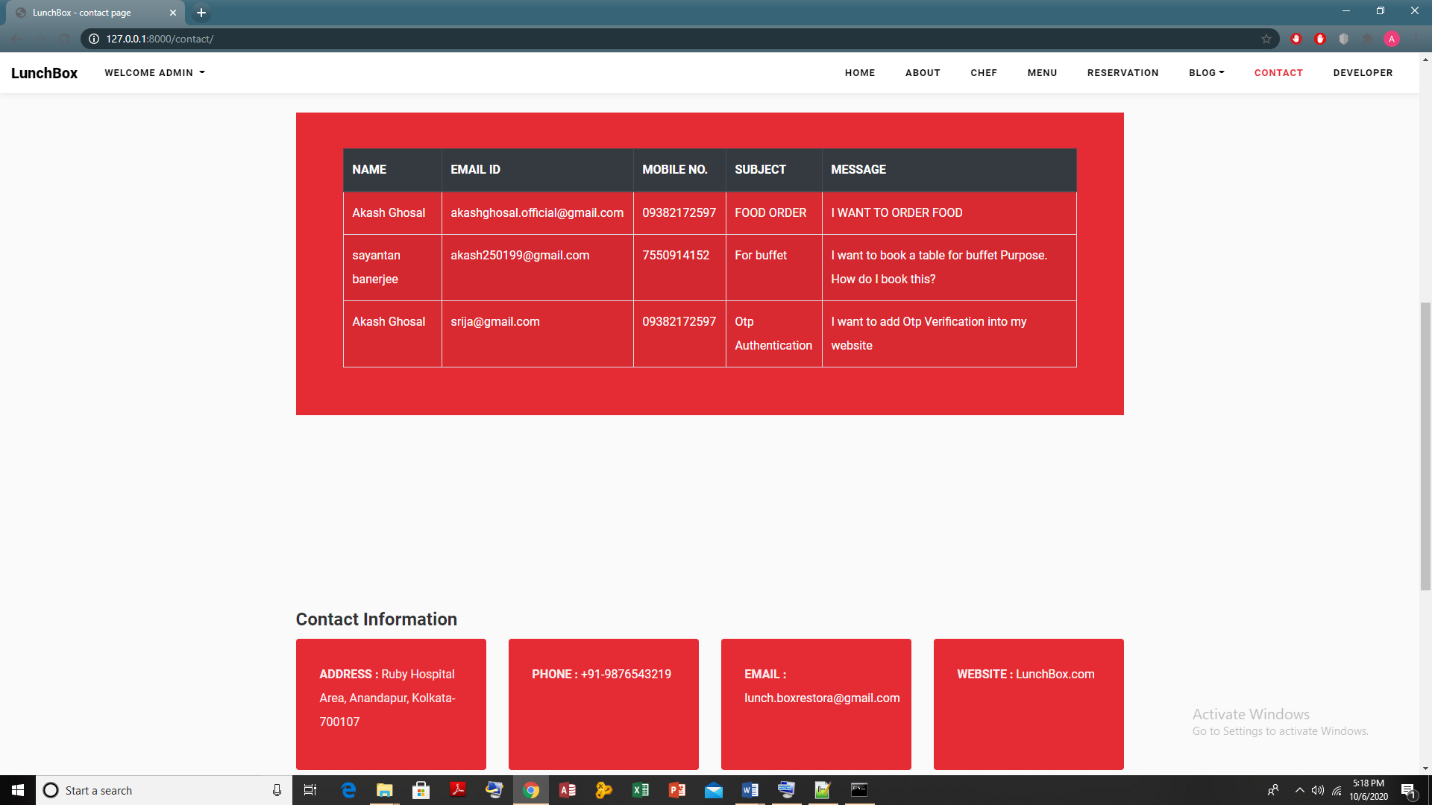 LunchBox - contact page
127.0.0.1:8000/contact/
A
LunchBox WELCOME ADMIN HOME ABOUT CHEF MENU RESERVATION BLOG CONTACT DEVELOPER
NAME EMAIL ID MOBILE NO. SUBJECT MESSAGE
Akash Ghosal akashghosal.official@gmail.com 09382172597 FOOD ORDER I WANT TO ORDER FOOD
sayantan akash250199@gmail.com 7550914152 For buffet I want to book a table for buffet Purpose.
banerjee How do I book this?
Akash Ghosal srija@gmail.com 09382172597 Otp I want to add Otp Verification into my
Authentication website
Contact Information
ADDRESS : Ruby Hospital
Area, Anandapur, Kolkata-
700107
PHONE : +91-9876543219
EMAIL :
lunch.boxrestora@gmail.com
WEBSITE : LunchBox.com
Activate Windows
Go to Settings to activate Windows.
Start a search
5:18 PM
10/6/2020
1